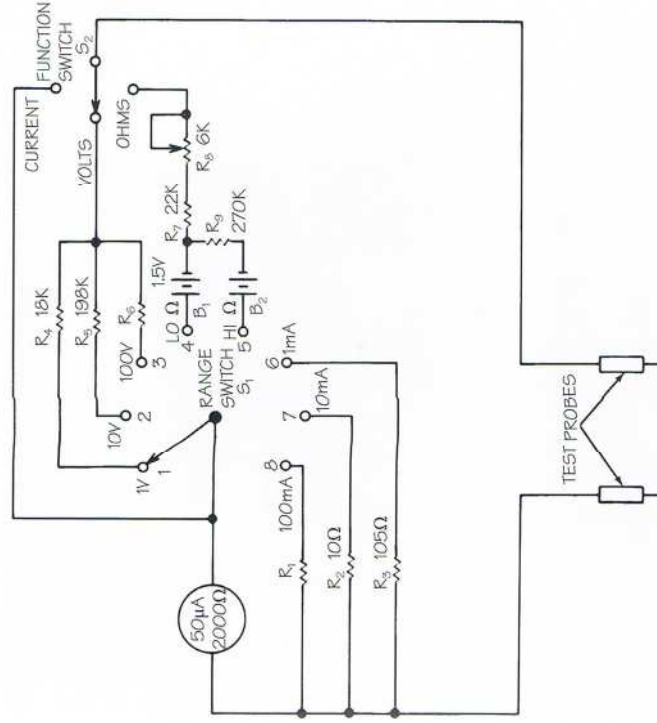 FUNCTION
SWITCH
S₂
CURRENT
VOLTS
OHMS
R₄ 18K
R₅ 198K
R₆
R₈ 6K
R₇ 22K
R₉ 270K
1.5V
LO Ω
B₁
4
HI Ω
B₂
5
100V
3
10V
2
1V
1
RANGE
SWITCH
S₁
6
1mA
7
10mA
8
100mA
50µA
2000Ω
R₁
R₂ 10Ω
R₃ 105Ω
TEST PROBES